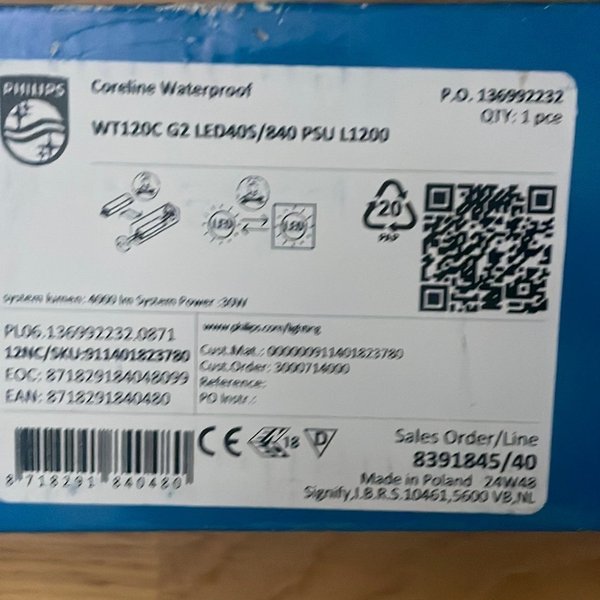 PHILIPS
Coreline Waterproof
P.O. 136992232
QTY: 1 pce
WT120C G2 LED40S/840 PSU L1200
LED
LED
20
PAP
System lumen: 4000 lm System Power :30W
PL06.136992232.0871
www.philips.com/lighting
12NC/SKU:911401823780
Cust.Mat.: 000000911401823780
EOC: 871829184048099
Cust.Order: 3000714000
EAN: 8718291840480
Reference:
PO Instr.:
CE
18
D
Sales Order/Line
8391845/40
8 718291 840480
Made in Poland 24W48
Signify,I.B.R.S.10461,5600 VB,NL